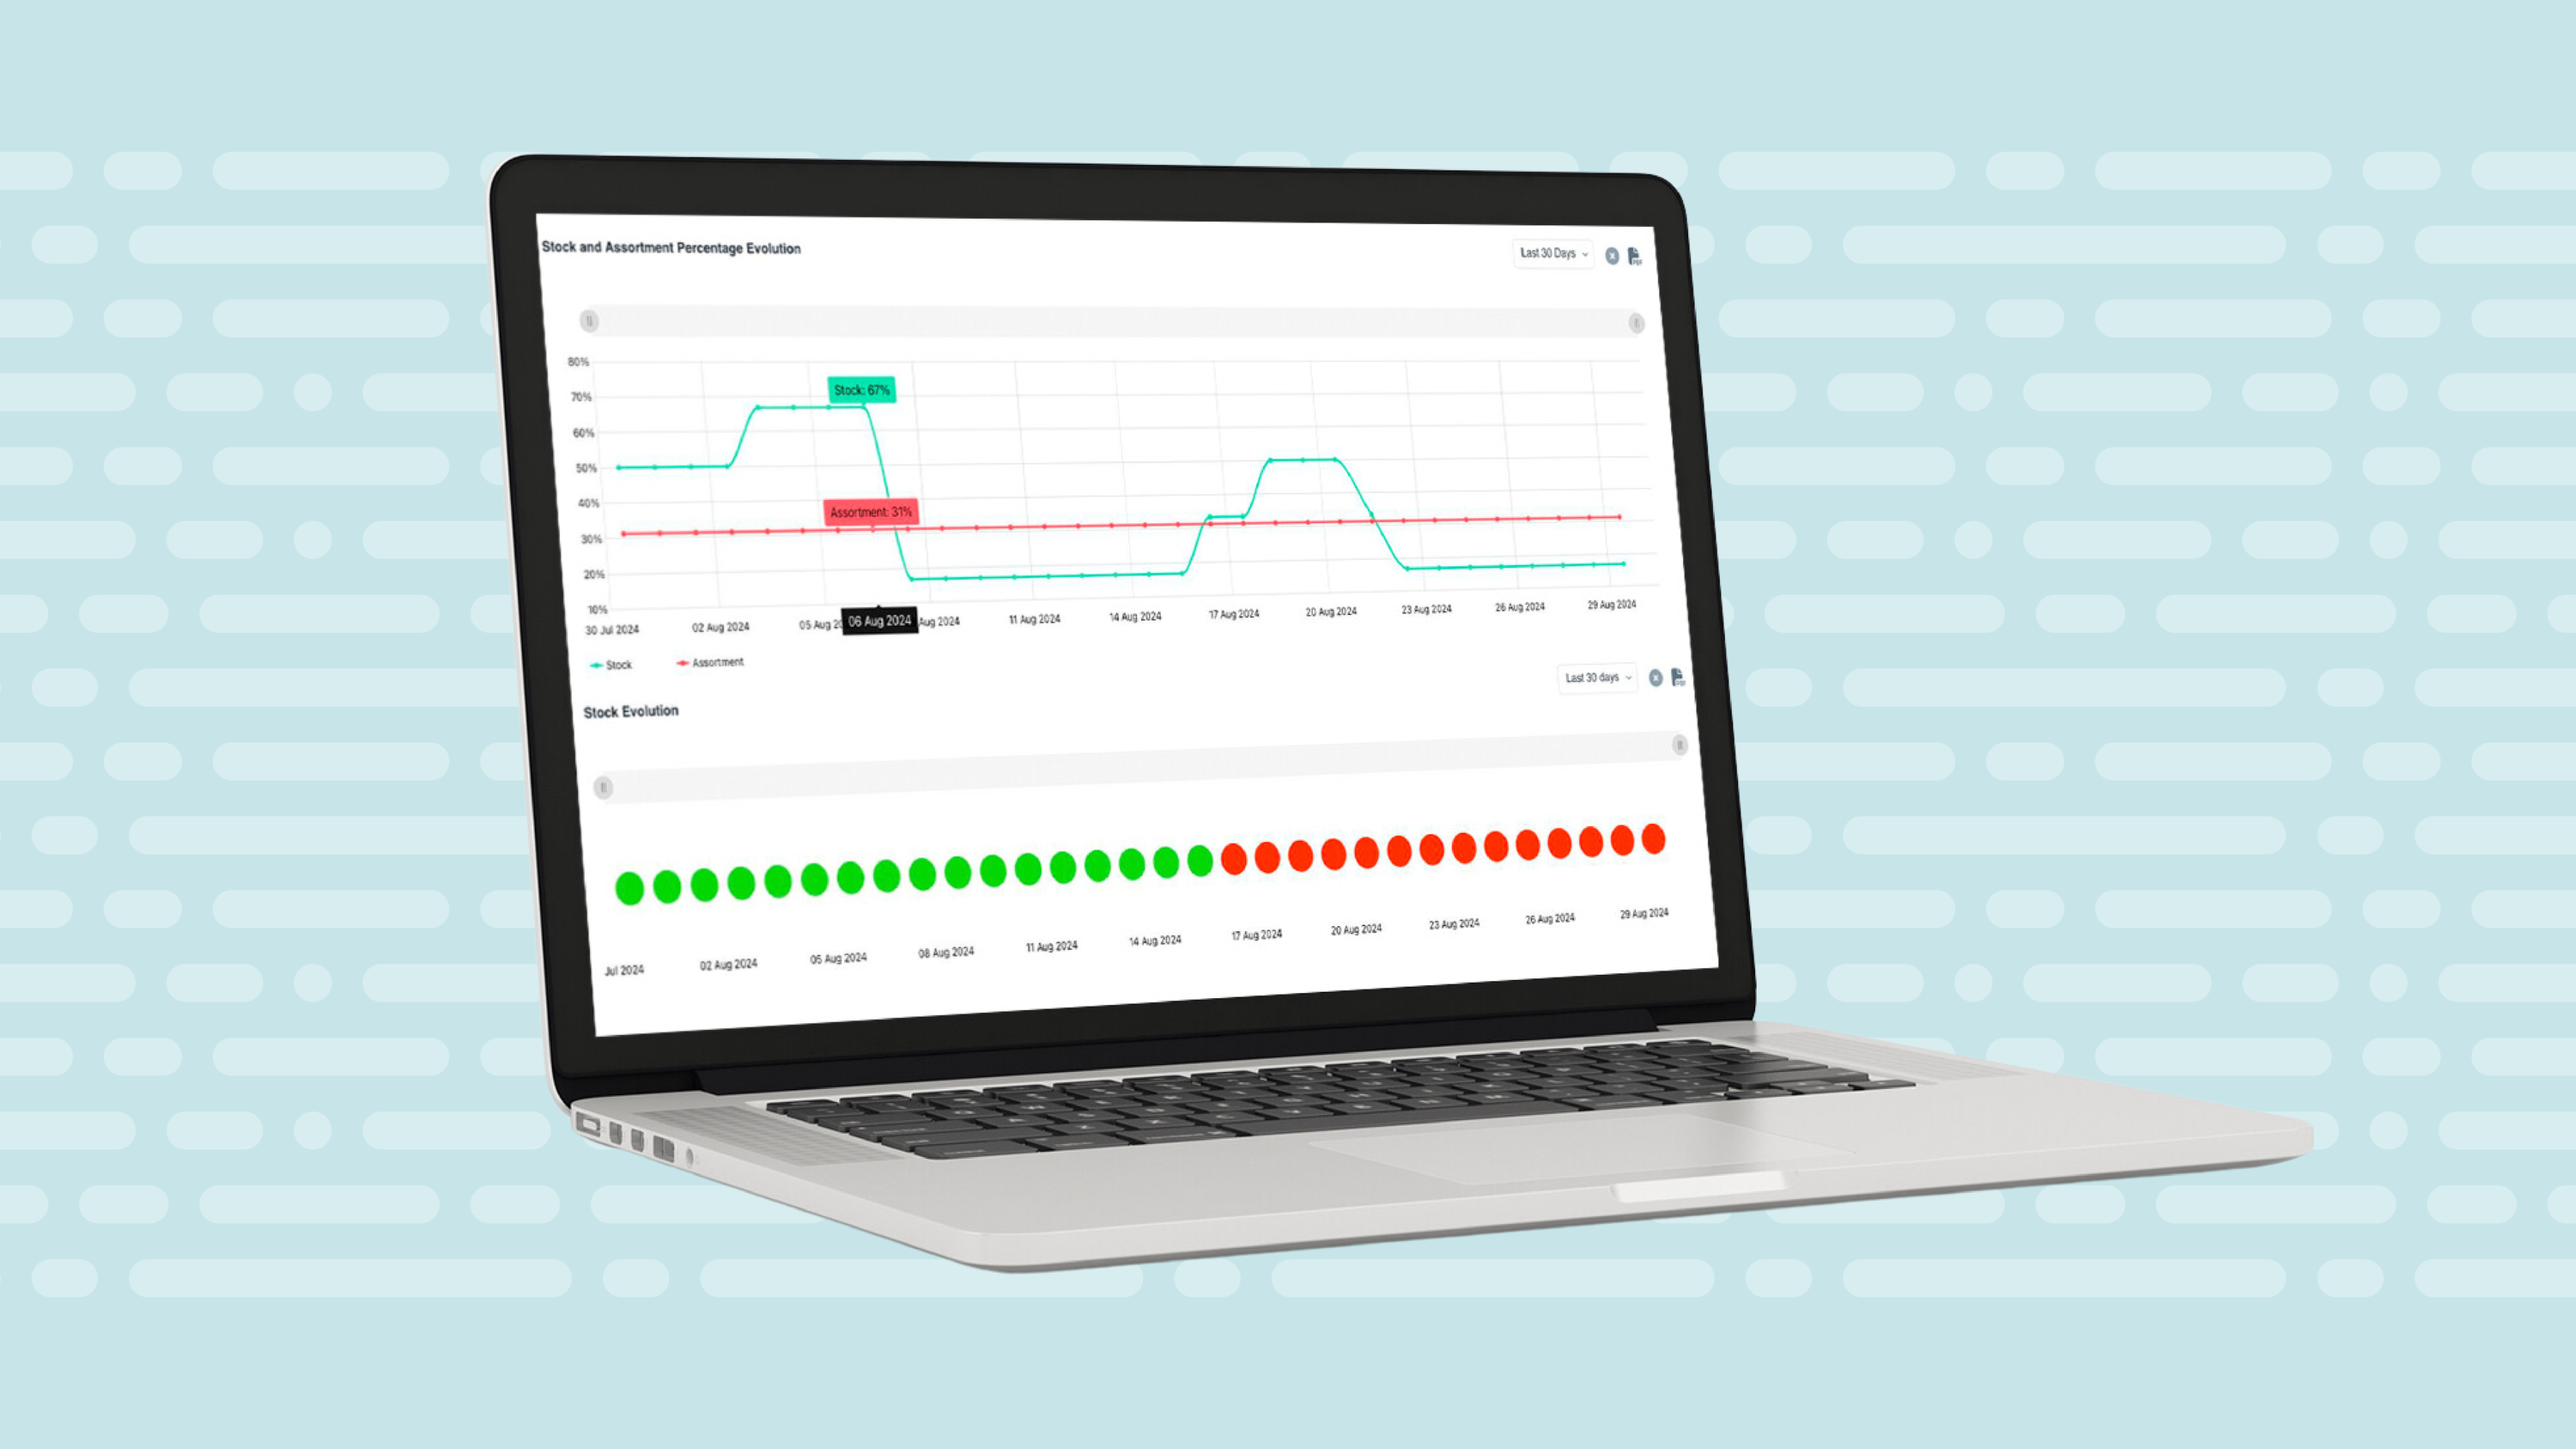 Stock and Assortment Percentage Evolution
Last 30 Days
PDF
80%
70%
Stock: 67%
60%
50%
40%
Assortment: 31%
30%
20%
10%
30 Jul 2024 02 Aug 2024 05 Aug 2 06 Aug 2024 Aug 2024 11 Aug 2024 14 Aug 2024 17 Aug 2024 20 Aug 2024 23 Aug 2024 26 Aug 2024 29 Aug 2024
Stock Assortment
Last 30 days
Stock Evolution
Jul 2024 02 Aug 2024 05 Aug 2024 08 Aug 2024 11 Aug 2024 14 Aug 2024 17 Aug 2024 20 Aug 2024 23 Aug 2024 26 Aug 2024 29 Aug 2024